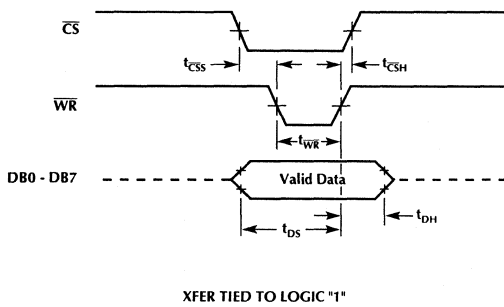 CS
tCSS
tCSH
WR
tWR
DB0 - DB7
Valid Data
tDS
tDH
XFER TIED TO LOGIC "1"